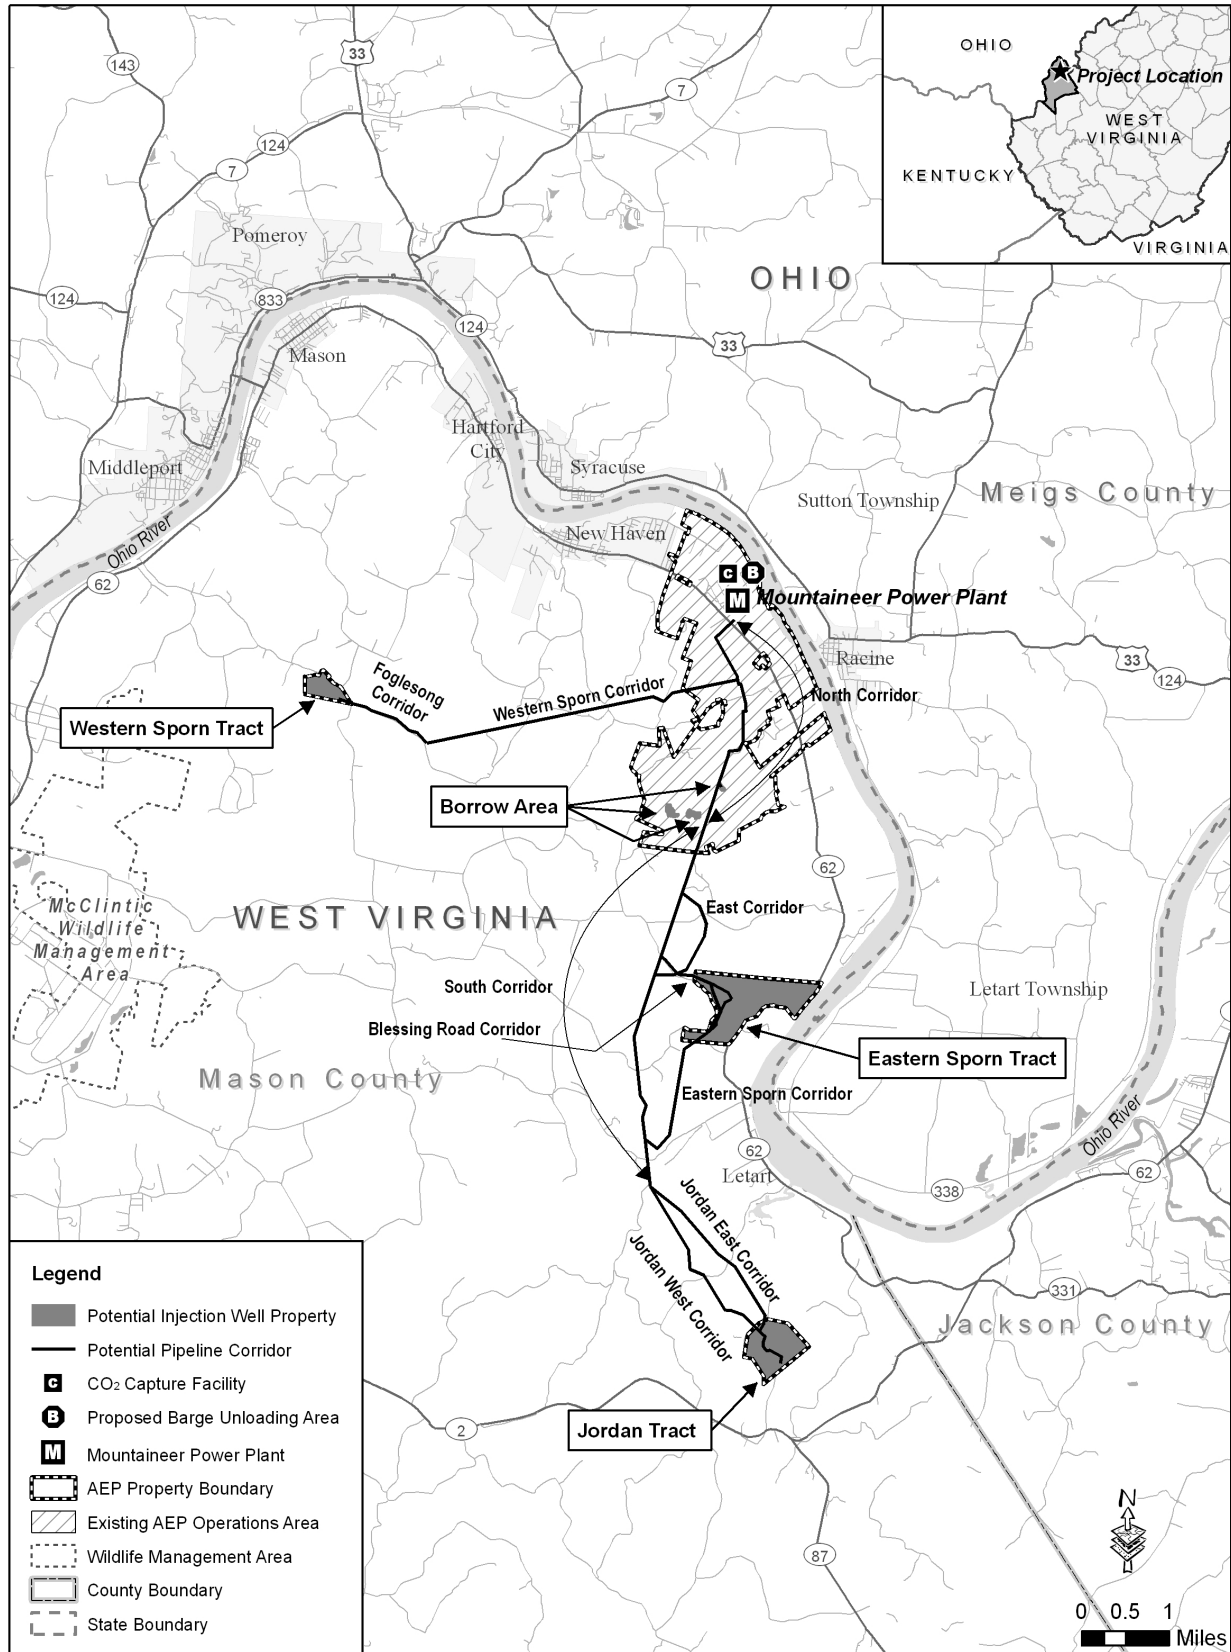 143
33
7
124
7
Pomeroy
OHIO
124
833
Mason
124
33
Hartford
City
Middleport
Syracuse
Sutton Township
Meigs County
New Haven
Ohio River
62
C
B
M
Mountaineer Power Plant
Racine
33
124
Foglesong
Corridor
Western Sporn Corridor
North Corridor
Western Sporn Tract
Borrow Area
62
McClintic
Wildlife
Management
Area
WEST VIRGINIA
East Corridor
South Corridor
Letart Township
Blessing Road Corridor
Eastern Sporn Tract
Mason County
Eastern Sporn Corridor
Ohio River
62
Letart
62
338
Jordan East Corridor
Jordan West Corridor
331
Jackson County
2
Jordan Tract
87
OHIO
Project Location
WEST
VIRGINIA
KENTUCKY
VIRGINIA
Legend
Potential Injection Well Property
Potential Pipeline Corridor
C
CO₂ Capture Facility
B
Proposed Barge Unloading Area
M
Mountaineer Power Plant
AEP Property Boundary
Existing AEP Operations Area
Wildlife Management Area
County Boundary
State Boundary
N
0 0.5 1
Miles